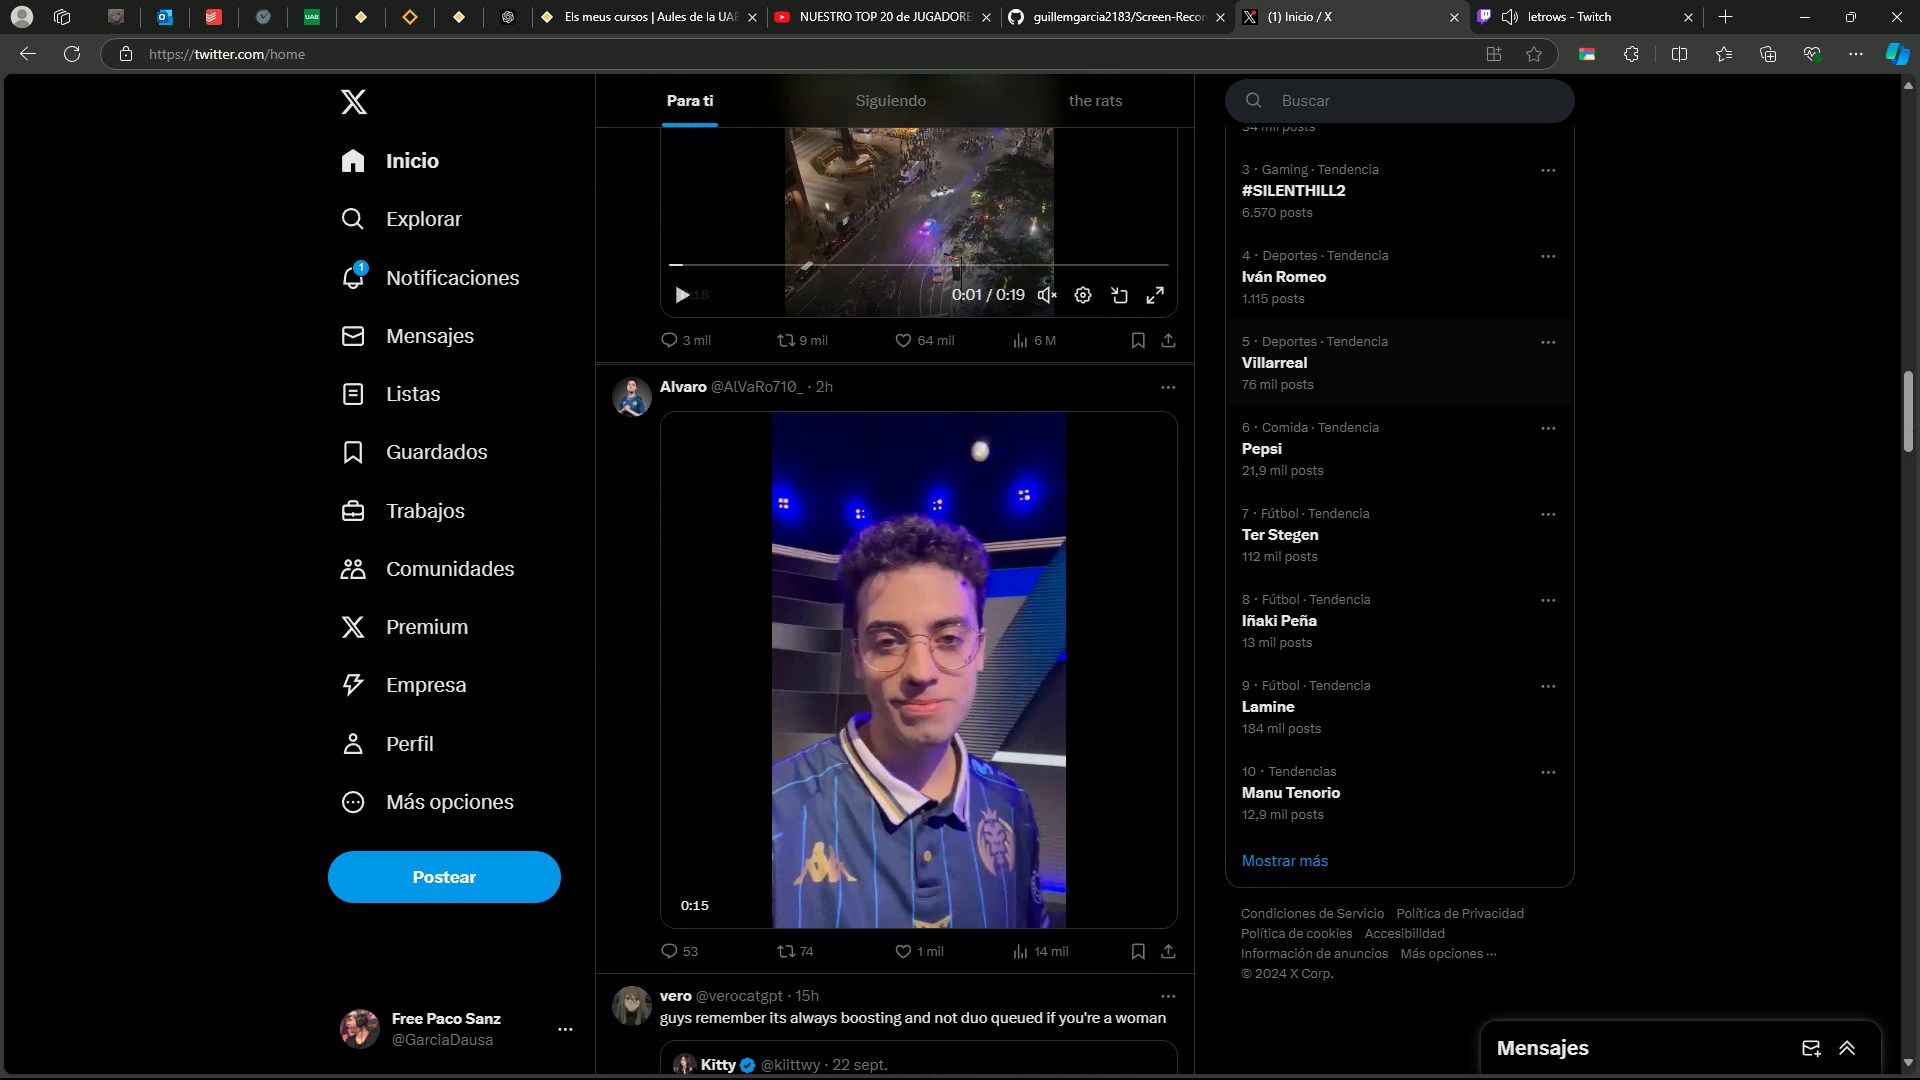 Els meus cursos | Aules de la UAB
NUESTRO TOP 20 de JUGADORE
guillemgarcia2183/Screen-Recor
(1) Inicio / X
letrows - Twitch
https://twitter.com/home
Inicio
Explorar
1
Notificaciones
Mensajes
Listas
Guardados
Trabajos
Comunidades
Premium
Empresa
Perfil
Más opciones
Postear
Free Paco Sanz
@GarciaDausa
Para ti
Siguiendo
the rats
0:01 / 0:19
3 mil
9 mil
64 mil
6 M
Alvaro @AlVaRo710_ · 2h
0:15
53
74
1 mil
14 mil
vero @verocatgpt · 15h
guys remember its always boosting and not duo queued if you're a woman
Kitty @kiittwy · 22 sept.
Buscar
34 mil posts
3 · Gaming · Tendencia
#SILENTHILL2
6.570 posts
4 · Deportes · Tendencia
Iván Romeo
1.115 posts
5 · Deportes · Tendencia
Villarreal
76 mil posts
6 · Comida · Tendencia
Pepsi
21,9 mil posts
7 · Fútbol · Tendencia
Ter Stegen
112 mil posts
8 · Fútbol · Tendencia
Iñaki Peña
13 mil posts
9 · Fútbol · Tendencia
Lamine
184 mil posts
10 · Tendencias
Manu Tenorio
12,9 mil posts
Mostrar más
Condiciones de Servicio Política de Privacidad
Política de cookies Accesibilidad
Información de anuncios Más opciones ···
© 2024 X Corp.
Mensajes